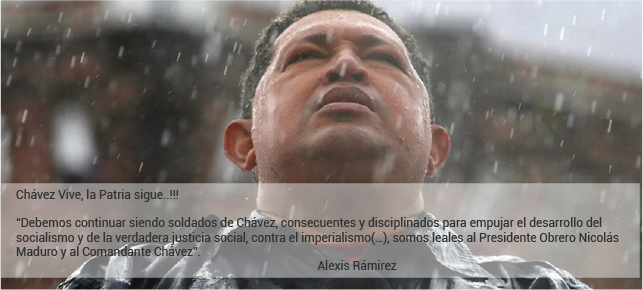 Chávez Vive, la Patria sigue..!!!
“Debemos continuar siendo soldados de Chávez, consecuentes y disciplinados para empujar el desarrollo del
socialismo y de la verdadera justicia social, contra el imperialismo(…), somos leales al Presidente Obrero Nicolás
Maduro y al Comandante Chávez”.
Alexis Rámirez